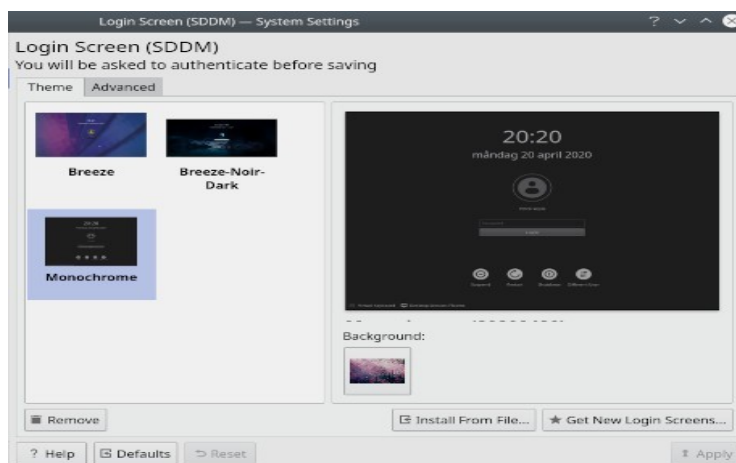 Login Screen (SDDM) — System Settings
Login Screen (SDDM)
You will be asked to authenticate before saving
Theme Advanced
Breeze
Breeze-Noir-
Dark
20:20
Monochrome
20:20
måndag 20 april 2020
Background:
Remove
Install From File...
Get New Login Screens...
? Help
Defaults
Reset
Apply